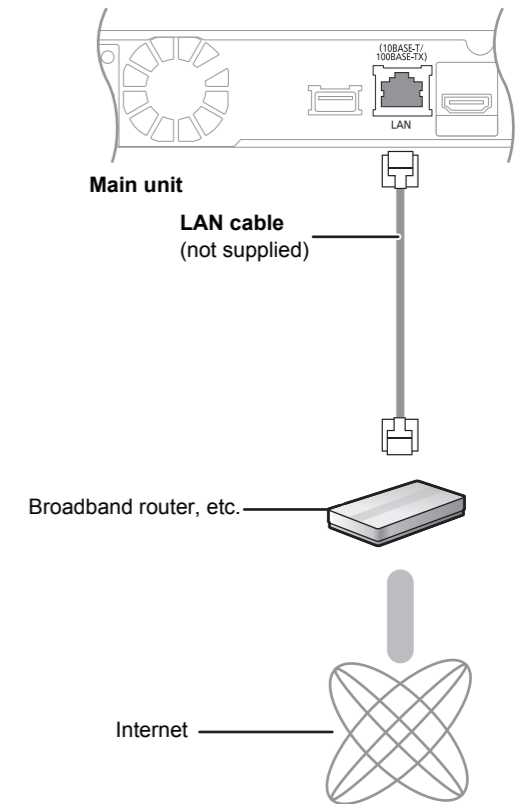 (10BASE-T/
100BASE-TX)
LAN
Main unit
LAN cable
(not supplied)
Broadband router, etc.
Internet